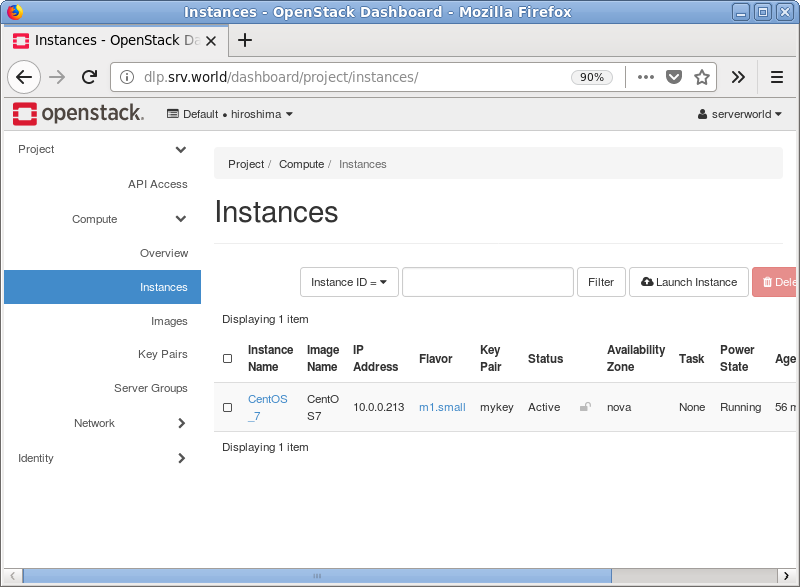 Instances - OpenStack Dashboard - Mozilla Firefox
Instances - OpenStack Da
dlp.srv.world/dashboard/project/instances/
90%
openstack.
Default • hiroshima
serverworld
Project
API Access
Compute
Overview
Instances
Images
Key Pairs
Server Groups
Network
Identity
Project / Compute / Instances
Instances
Instance ID =
Filter
Launch Instance
Dele
Displaying 1 item
Instance Name Image Name IP Address Flavor Key Pair Status Availability Zone Task Power State Age
CentOS_7 CentOS7 10.0.0.213 m1.small mykey Active nova None Running 56 m
Displaying 1 item